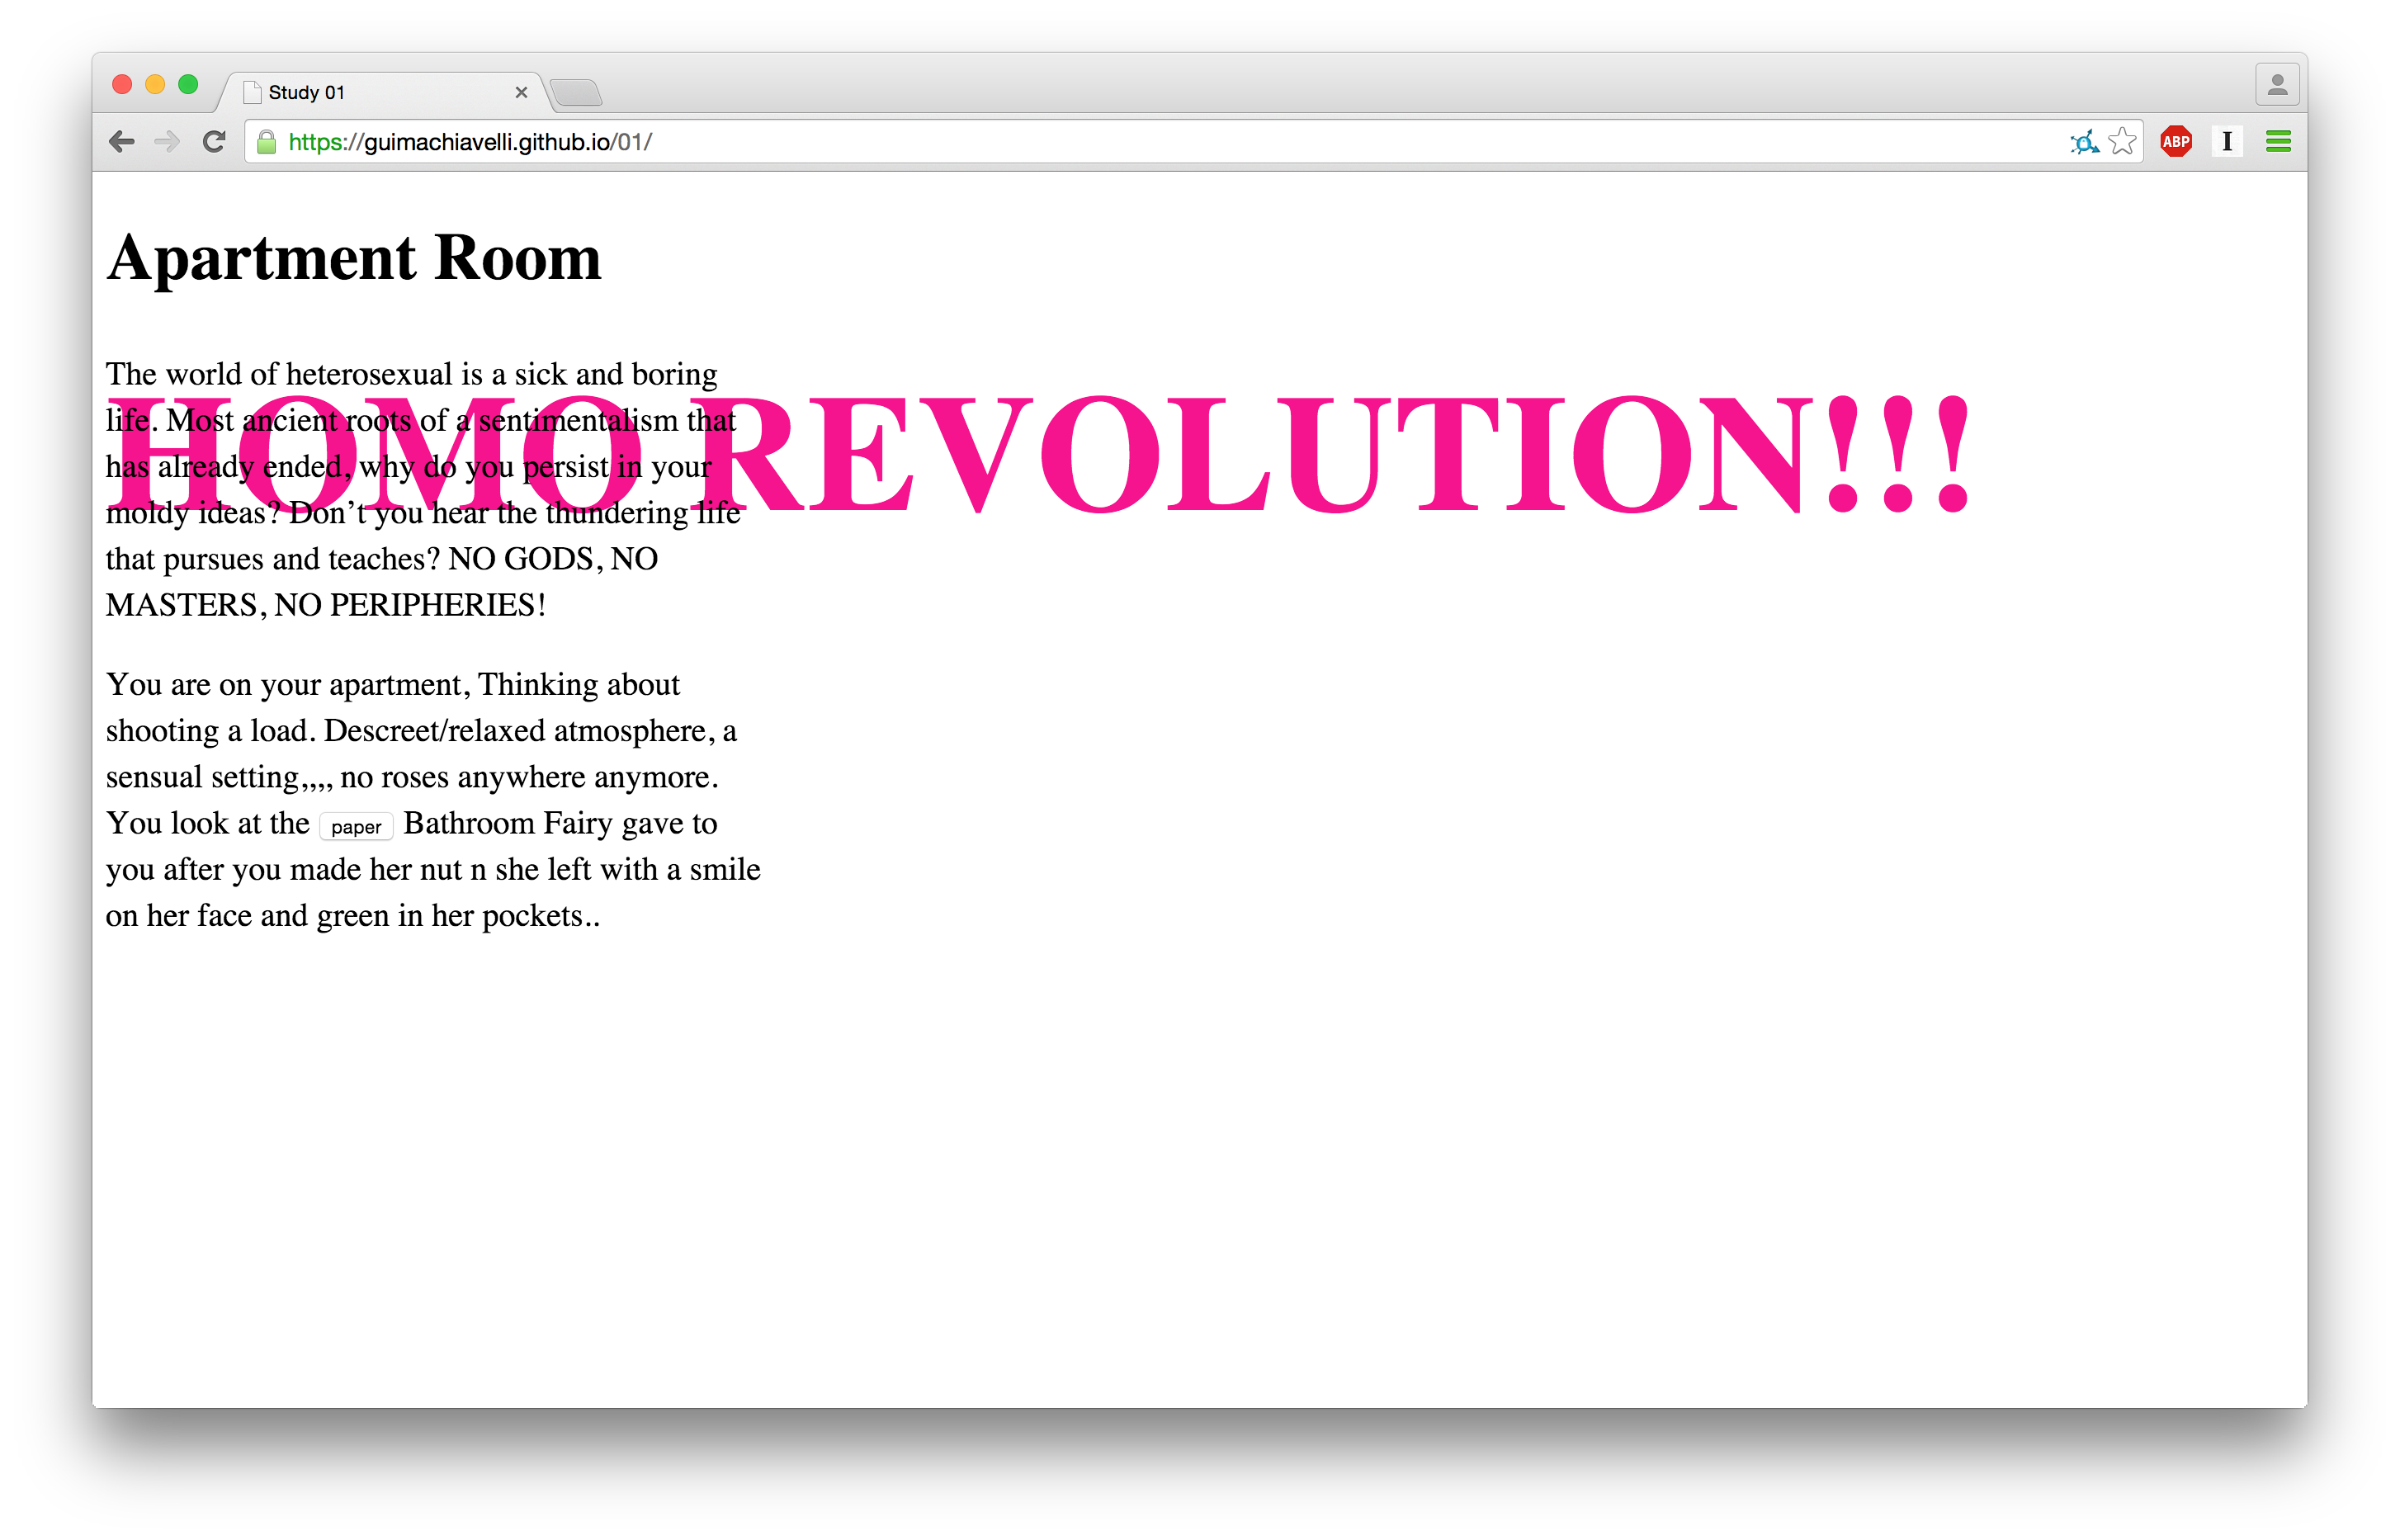 Study 01
https://guimachiavelli.github.io/01/
ABP
I
Apartment Room
The world of heterosexual is a sick and boring
life. Most ancient roots of a sentimentalism that
HOMO REVOLUTION!!!
has already ended, why do you persist in your
moldy ideas? Don’t you hear the thundering life
that pursues and teaches? NO GODS, NO
MASTERS, NO PERIPHERIES!
You are on your apartment, Thinking about
shooting a load. Descreet/relaxed atmosphere, a
sensual setting,,,, no roses anywhere anymore.
You look at the paper Bathroom Fairy gave to
you after you made her nut n she left with a smile
on her face and green in her pockets..